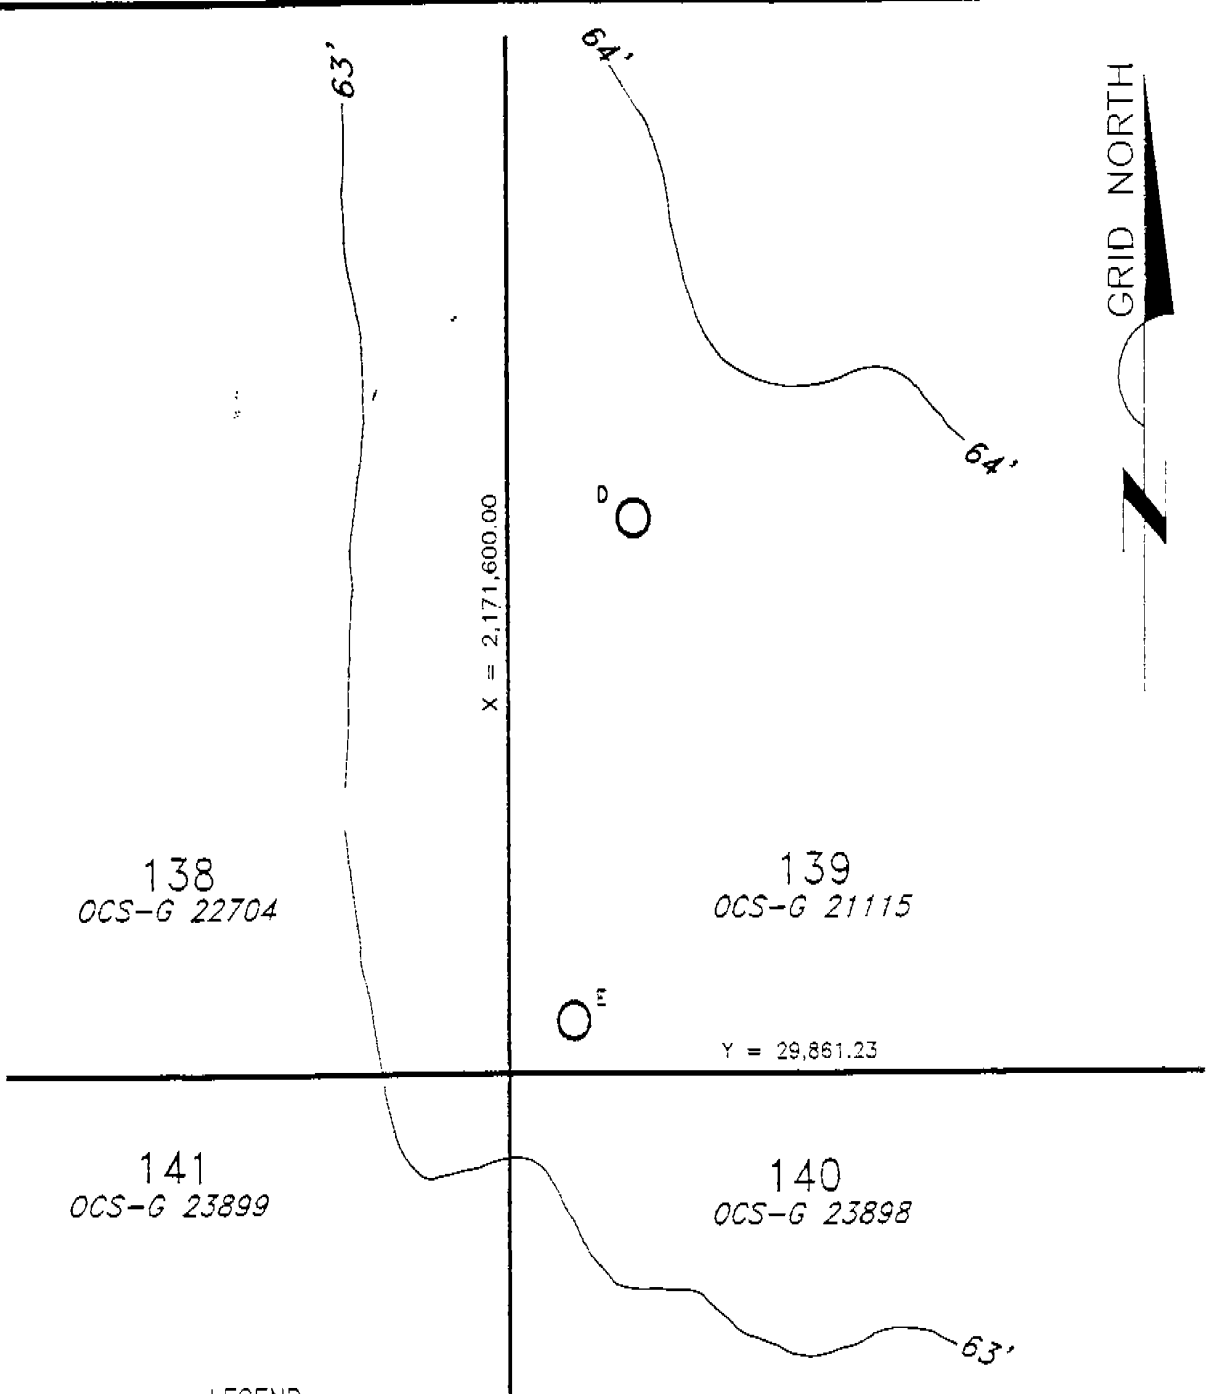 63'
64'
GRID NORTH
64'
D
X = 2,171,600.00
N
138
OCS-G 22704
139
OCS-G 21115
E
Y = 29,861.23
141
OCS-G 23899
140
OCS-G 23898
63'
LEGEND